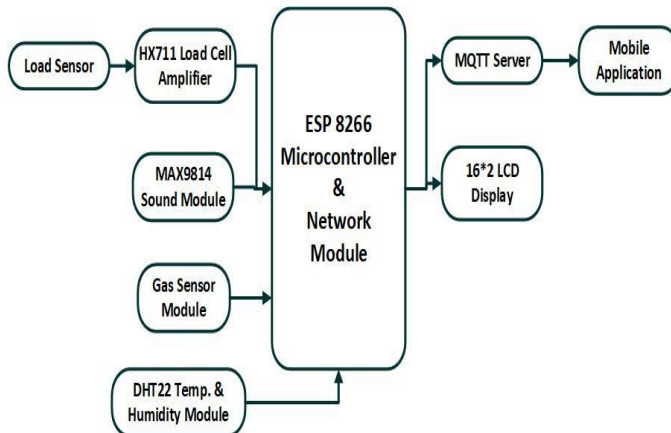 Load Sensor
HX711 Load Cell
Amplifier
MAX9814
Sound Module
Gas Sensor
Module
DHT22 Temp. &
Humidity Module
ESP 8266
Microcontroller
&
Network
Module
MQTT Server
Mobile
Application
16*2 LCD
Display